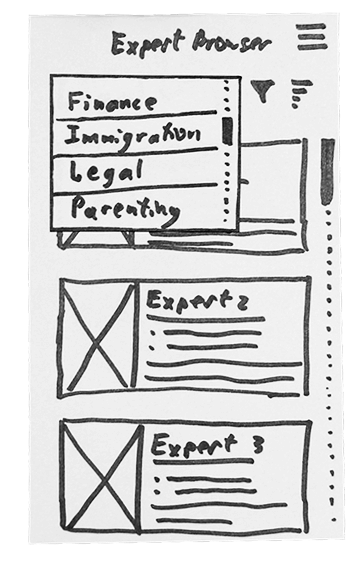 Expert Browser
Finance
Immigration
Legal
Parenting
Expert 2
Expert 3